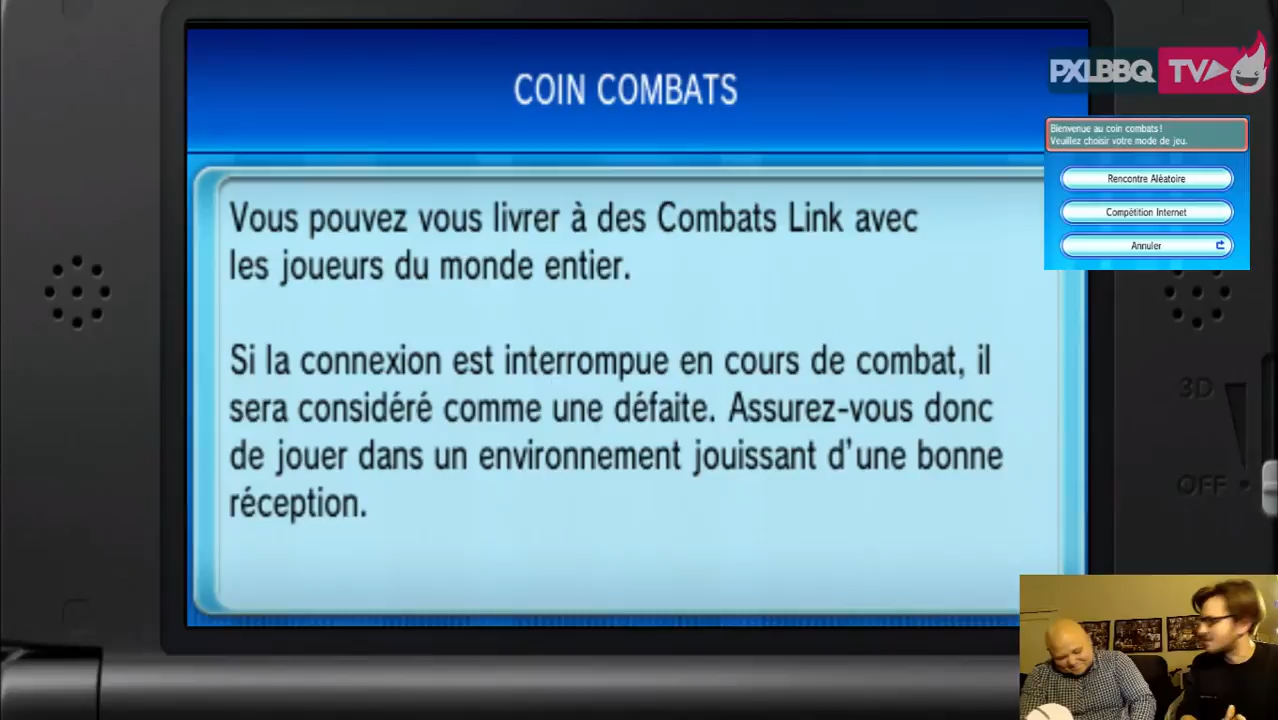 COIN COMBATS
PXLBBQ TV
Bienvenue au coin combats!
Veuillez choisir votre mode de jeu.
Rencontre Aléatoire
Compétition Internet
Annuler
Vous pouvez vous livrer à des Combats Link avec
les joueurs du monde entier.
Si la connexion est interrompue en cours de combat, il
sera considéré comme une défaite. Assurez-vous donc
de jouer dans un environnement jouissant d'une bonne
réception.
3D
OFF